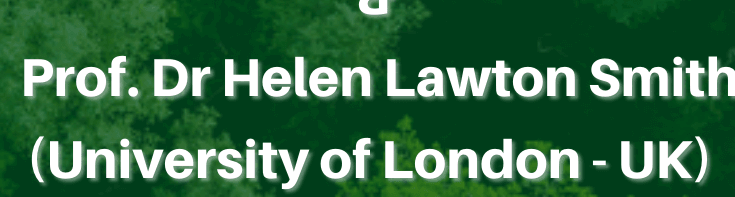 a
Prof. Dr Helen Lawton Smith
(University of London - UK)